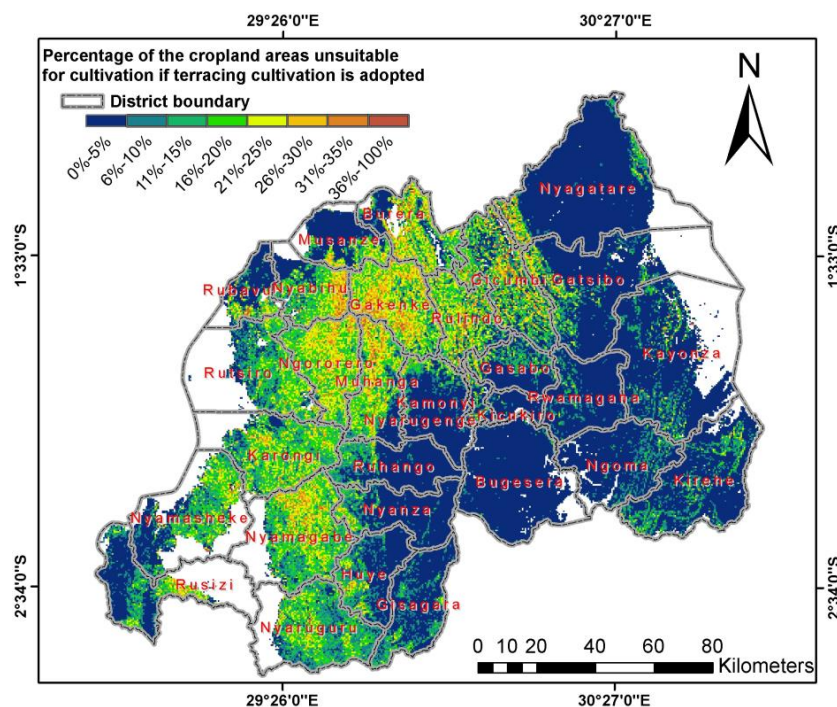 29°26'0"E 30°27'0"E
Percentage of the cropland areas unsuitable
for cultivation if terracing cultivation is adopted
District boundary
0%-5%
6%-10%
11%-15%
16%-20%
21%-25%
26%-30%
31%-35%
36%-100%
N
Nyagatare
Burera
Musanze
1°33'0"S
1°33'0"S
Gicumbi
Gatsibo
Rubavu
Nyabihu
Gakenke
Rulindo
Kayonza
Ngororero
Rutsiro
Gasabo
Muhanga
Rwamagana
Kamonyi
Kicukiro
Nyarugenge
Karongi
Ruhango
Ngoma
Bugesera
Kirehe
Nyanza
Nyamasheke
Nyamagabe
Huye
Rusizi
2°34'0"S
2°34'0"S
Gisagara
Nyaruguru
0 10 20 40 60 80
Kilometers
29°26'0"E 30°27'0"E